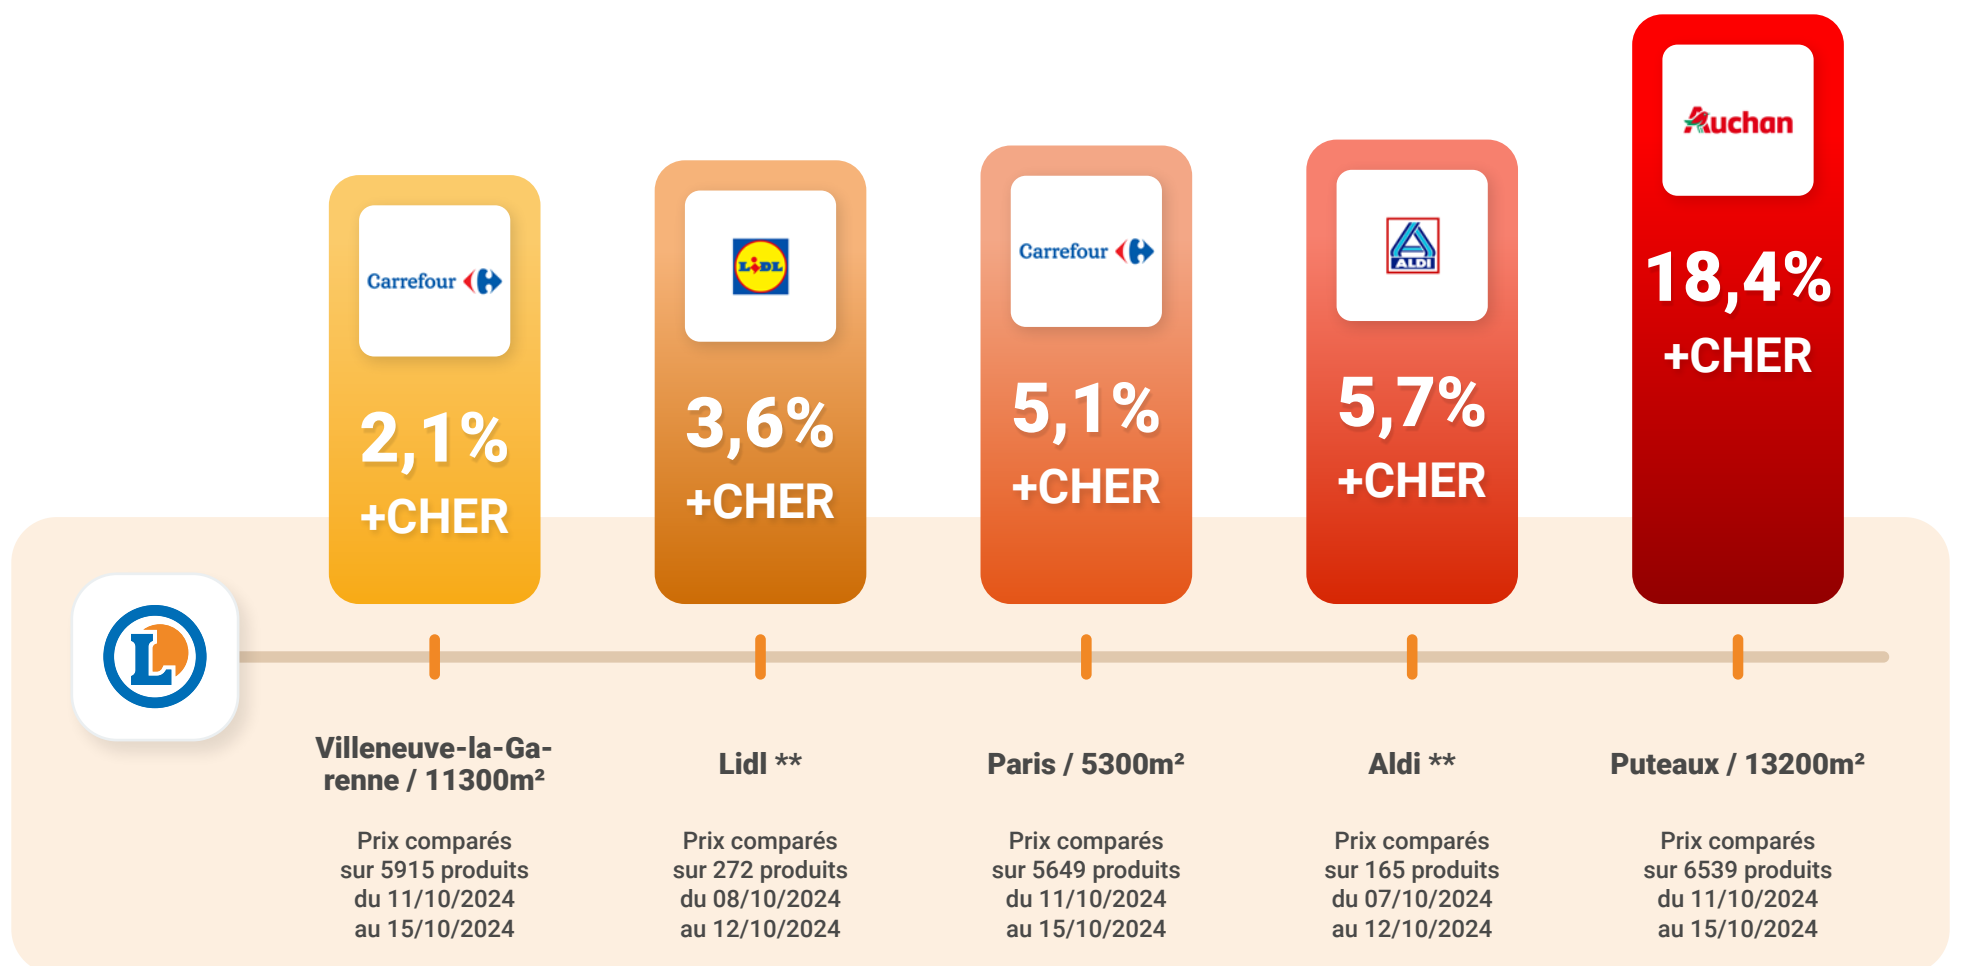 Carrefour
2,1%
+CHER
LiDL
3,6%
+CHER
Carrefour
5,1%
+CHER
ALDI
5,7%
+CHER
Auchan
18,4%
+CHER
L
Villeneuve-la-Ga-
renne / 11300m²
Prix comparés
sur 5915 produits
du 11/10/2024
au 15/10/2024
Lidl **
Prix comparés
sur 272 produits
du 08/10/2024
au 12/10/2024
Paris / 5300m²
Prix comparés
sur 5649 produits
du 11/10/2024
au 15/10/2024
Aldi **
Prix comparés
sur 165 produits
du 07/10/2024
au 12/10/2024
Puteaux / 13200m²
Prix comparés
sur 6539 produits
du 11/10/2024
au 15/10/2024